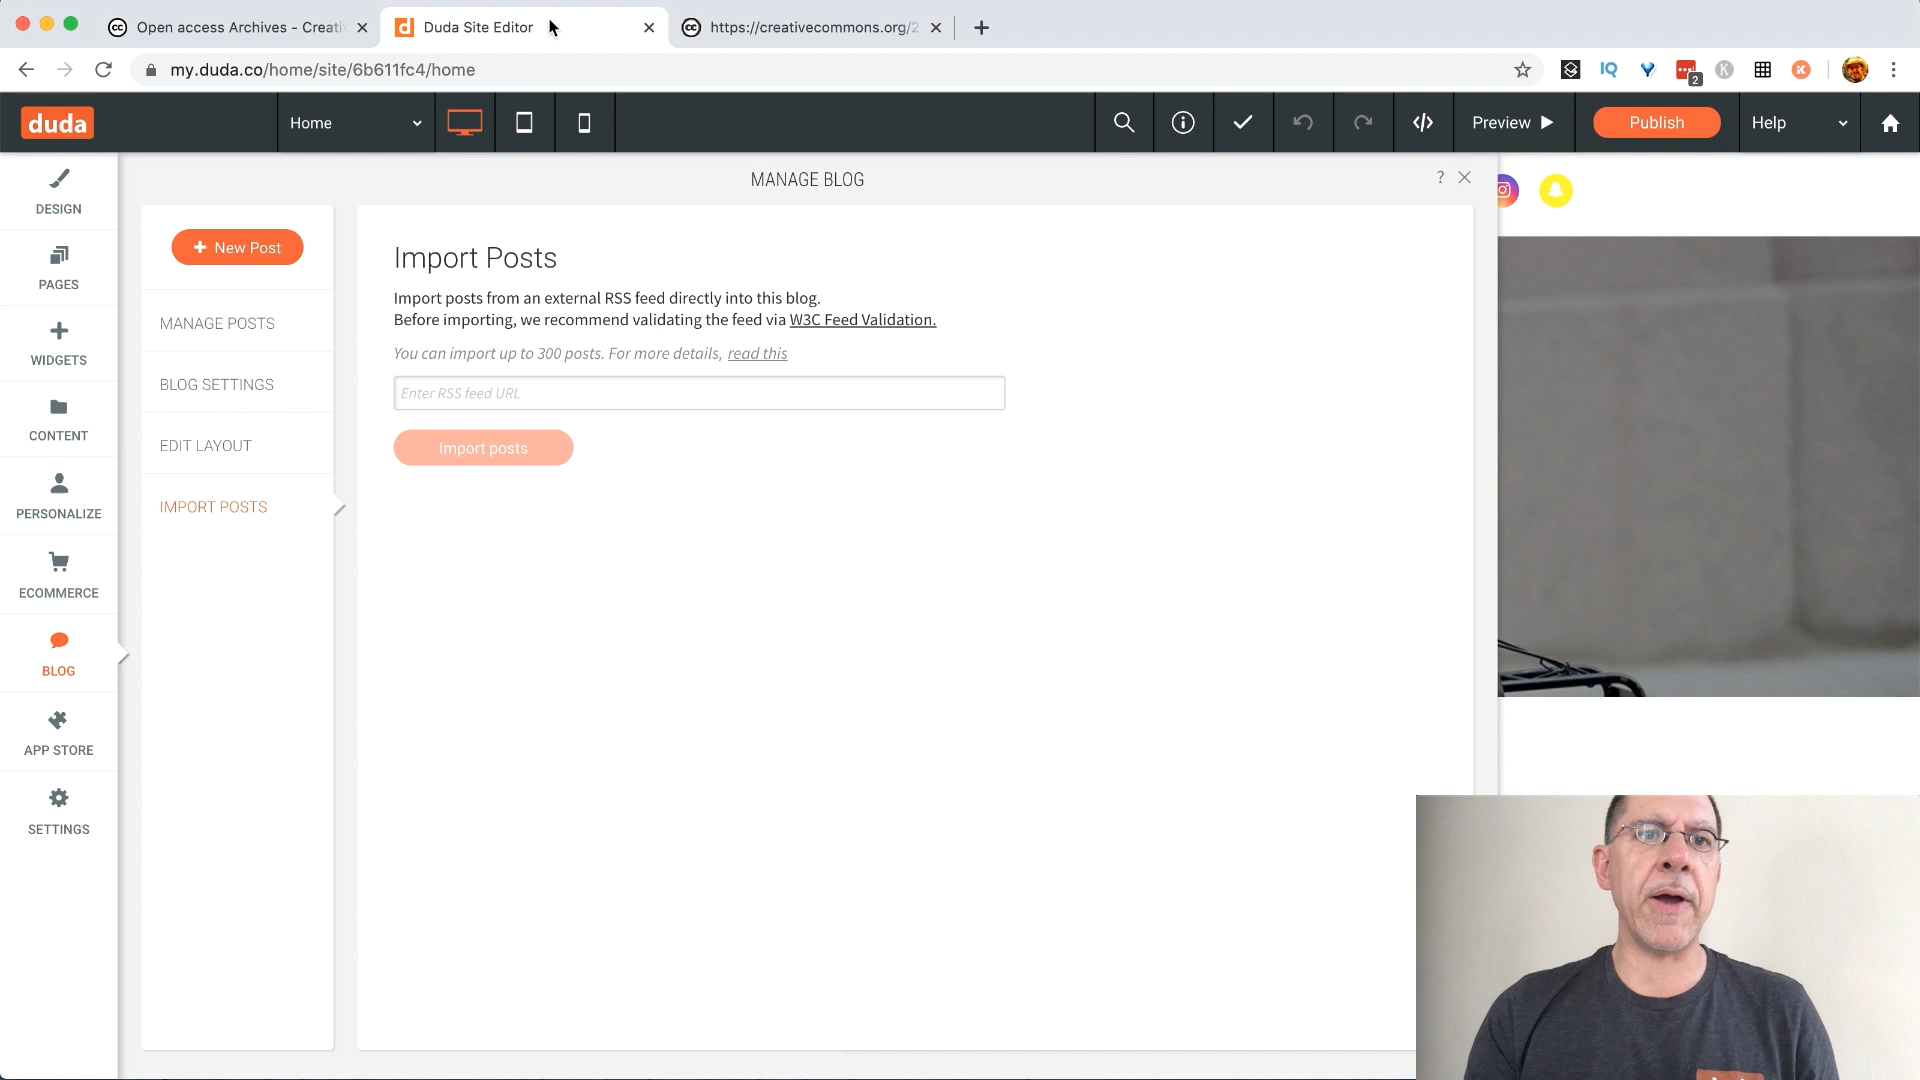 Open access Archives - Creati
Duda Site Editor
https://creativecommons.org/2
my.duda.co/home/site/6b611fc4/home
IQ
2
K
K
duda
Home
Preview
Publish
Help
DESIGN
PAGES
WIDGETS
CONTENT
PERSONALIZE
ECOMMERCE
BLOG
APP STORE
SETTINGS
MANAGE BLOG
?
+ New Post
MANAGE POSTS
BLOG SETTINGS
EDIT LAYOUT
IMPORT POSTS
Import Posts
Import posts from an external RSS feed directly into this blog.
Before importing, we recommend validating the feed via W3C Feed Validation.
You can import up to 300 posts. For more details, read this
Enter RSS feed URL
Import posts